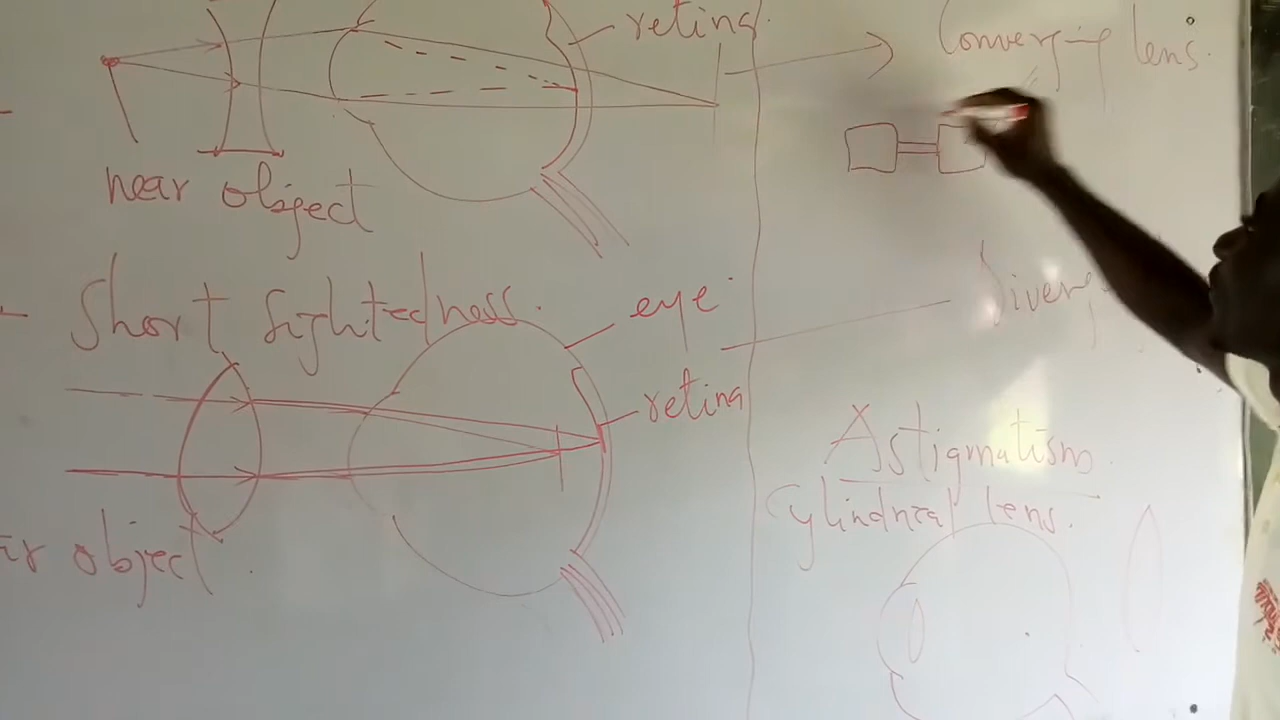 retina
Converging lens.
near object
Short sightedness.
eye
retina
object
Astigmatism
Cylindrical lens.